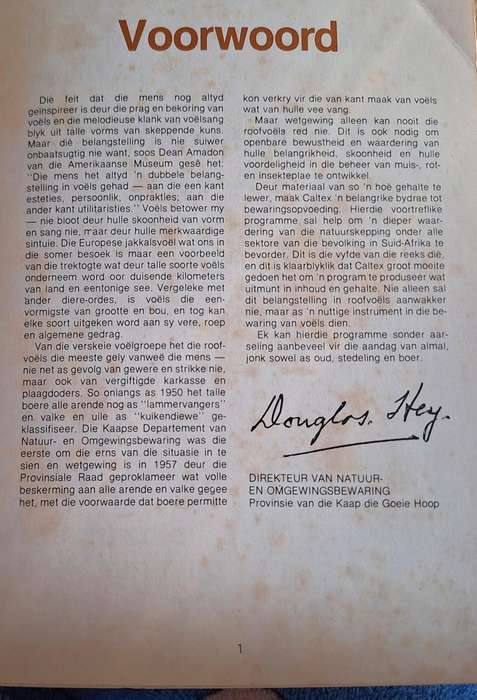 Voorwoord
Die feit dat die mens nog altyd
geïnspireer is deur die prag en bekoring van
voëls en die melodieuse klank van voëlsang
blyk uit talle vorms van skeppende kuns.
Maar dié belangstelling is nie suiwer
onbaatsugtig nie want, soos Dean Amadon
van die Amerikaanse Museum gesê het:
"Die mens het altyd 'n dubbele belang-
stelling in voëls gehad — aan die een kant
esteties, persoonlik, onprakties; aan die
ander kant utilitaristies." Voëls betower my
— nie bloot deur hulle skoonheid van vorm
en sang nie, maar deur hulle merkwaardige
sintuie. Die Europese jakkalsvoël wat ons in
die somer besoek is maar een voorbeeld
van die trektogte wat deur talle soorte voëls
onderneem word oor duisende kilometers
van land en eentonige see. Vergeleke met
ander diere-ordes, is voëls die een-
vormigste van grootte en bou, en tog kan
elke soort uitgeken word aan sy vere, roep
en algemene gedrag.
Van die verskeie voëlgroepe het die roof-
voëls die meeste gely vanweë die mens —
nie net as gevolg van gewere en strikke nie,
maar ook van vergiftigde karkasse en
plaagdoders. So onlangs as 1950 het talle
boere alle arende nog as "lammervangers"
en valke en uile as "kuikendiewe" ge-
klassifiseer. Die Kaapse Departement van
Natuur- en Omgewingsbewaring was die
eerste om die erns van die situasie in te
sien en wetgewing is in 1957 deur die
Provinsiale Raad geproklameer wat volle
beskerming aan alle arende en valke gegee
het, met die voorwaarde dat boere permitte
kon verkry vir die van kant maak van voëls
wat van hulle vee vang.
Maar wetgewing alleen kan nooit die
roofvoëls red nie. Dit is ook nodig om
openbare bewustheid en waardering van
hulle belangrikheid, skoonheid en hulle
voordeligheid in die beheer van muis-, rot-
en insekteplae te ontwikkel.
Deur materiaal van so 'n hoë gehalte te
lewer, maak Caltex 'n belangrike bydrae tot
bewaringsopvoeding. Hierdie voortreflike
programme sal help om 'n dieper waar-
dering van die natuurskepping onder alle
sektore van die bevolking in Suid-Afrika te
bevorder. Dit is die vyfde van die reeks dié,
en dit is klaarblyklik dat Caltex groot moeite
gedoen het om 'n program te produseer wat
uitmunt in inhoud en gehalte. Nie alleen sal
dit belangstelling in roofvoëls aanwakker
nie, maar as 'n nuttige instrument in die be-
waring van voëls dien.
Ek kan hierdie programme sonder aar-
seling aanbeveel vir die aandag van almal,
jonk sowel as oud, stedeling en boer.
Douglas. Hey.
DIREKTEUR VAN NATUUR-
EN OMGEWINGSBEWARING
Provinsie van die Kaap die Goeie Hoop
1